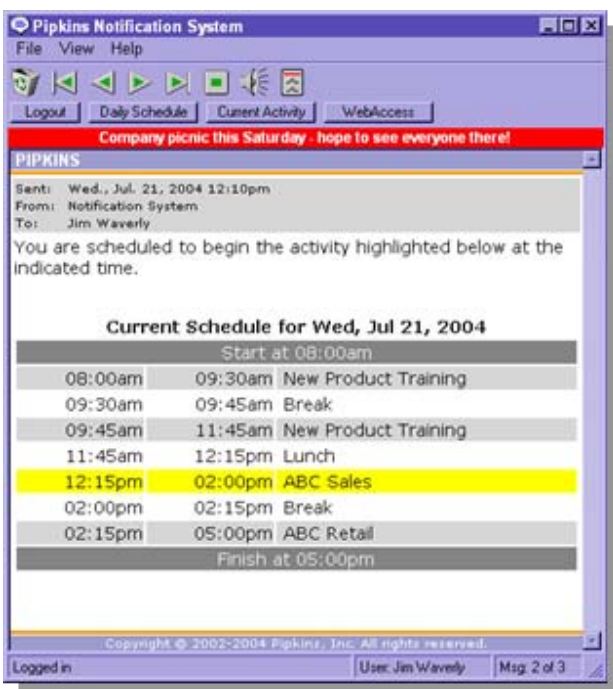 Pipkins Notification System
File View Help
Logout Daily Schedule Current Activity WebAccess
Company picnic this Saturday - hope to see everyone there!
PIPKINS
Sent: Wed., Jul. 21, 2004 12:10pm
From: Notification System
To: Jim Waverly
You are scheduled to begin the activity highlighted below at the
indicated time.
Current Schedule for Wed, Jul 21, 2004
Start at 08:00am
08:00am 09:30am New Product Training
09:30am 09:45am Break
09:45am 11:45am New Product Training
11:45am 12:15pm Lunch
12:15pm 02:00pm ABC Sales
02:00pm 02:15pm Break
02:15pm 05:00pm ABC Retail
Finish at 05:00pm
Copyright © 2002-2004 Pipkins, Inc. All rights reserved.
Logged in User: Jim Waverly Msg: 2 of 3